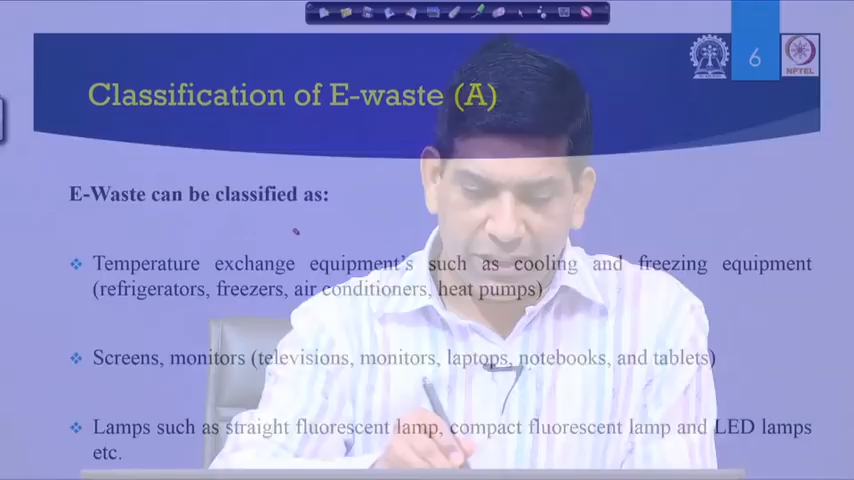 6
NPTEL
Classification of E-waste (A)
E-Waste can be classified as:
Temperature exchange equipment's such as cooling and freezing equipment
(refrigerators, freezers, air conditioners, heat pumps)
Screens, monitors (televisions, monitors, laptops, notebooks, and tablets)
Lamps such as straight fluorescent lamp, compact fluorescent lamp and LED lamps
etc.